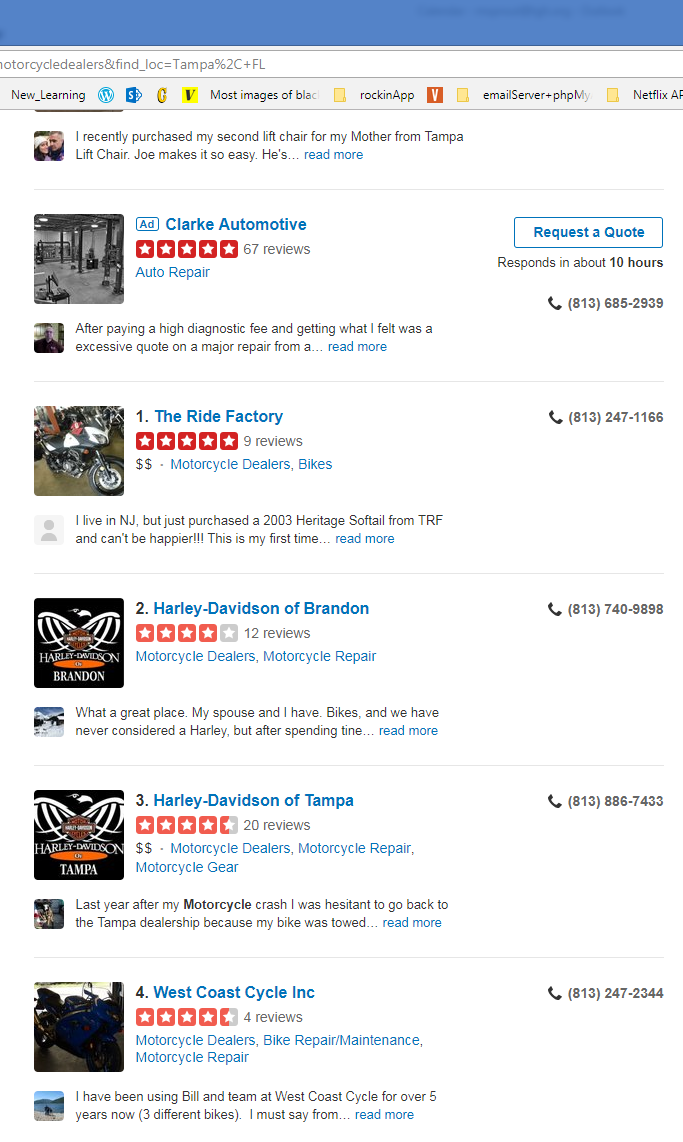 motorcycledealers&find_loc=Tampa%2C+FL
New_Learning Most images of blac rockinApp emailServer+phpMy Netflix AP
I recently purchased my second lift chair for my Mother from Tampa
Lift Chair. Joe makes it so easy. He's... read more
Ad Clarke Automotive
Request a Quote
67 reviews
Responds in about 10 hours
Auto Repair
(813) 685-2939
After paying a high diagnostic fee and getting what I felt was a
excessive quote on a major repair from a... read more
1. The Ride Factory
(813) 247-1166
9 reviews
$$ · Motorcycle Dealers, Bikes
I live in NJ, but just purchased a 2003 Heritage Softail from TRF
and can't be happier!!! This is my first time... read more
2. Harley-Davidson of Brandon
(813) 740-9898
12 reviews
Motorcycle Dealers, Motorcycle Repair
HARLEY-DAVIDSON
Of
BRANDON
What a great place. My spouse and I have. Bikes, and we have
never considered a Harley, but after spending tine... read more
3. Harley-Davidson of Tampa
(813) 886-7433
20 reviews
$$ · Motorcycle Dealers, Motorcycle Repair,
Motorcycle Gear
HARLEY-DAVIDSON
Of
TAMPA
Last year after my Motorcycle crash I was hesitant to go back to
the Tampa dealership because my bike was towed... read more
4. West Coast Cycle Inc
(813) 247-2344
4 reviews
Motorcycle Dealers, Bike Repair/Maintenance,
Motorcycle Repair
I have been using Bill and team at West Coast Cycle for over 5
years now (3 different bikes). I must say from... read more